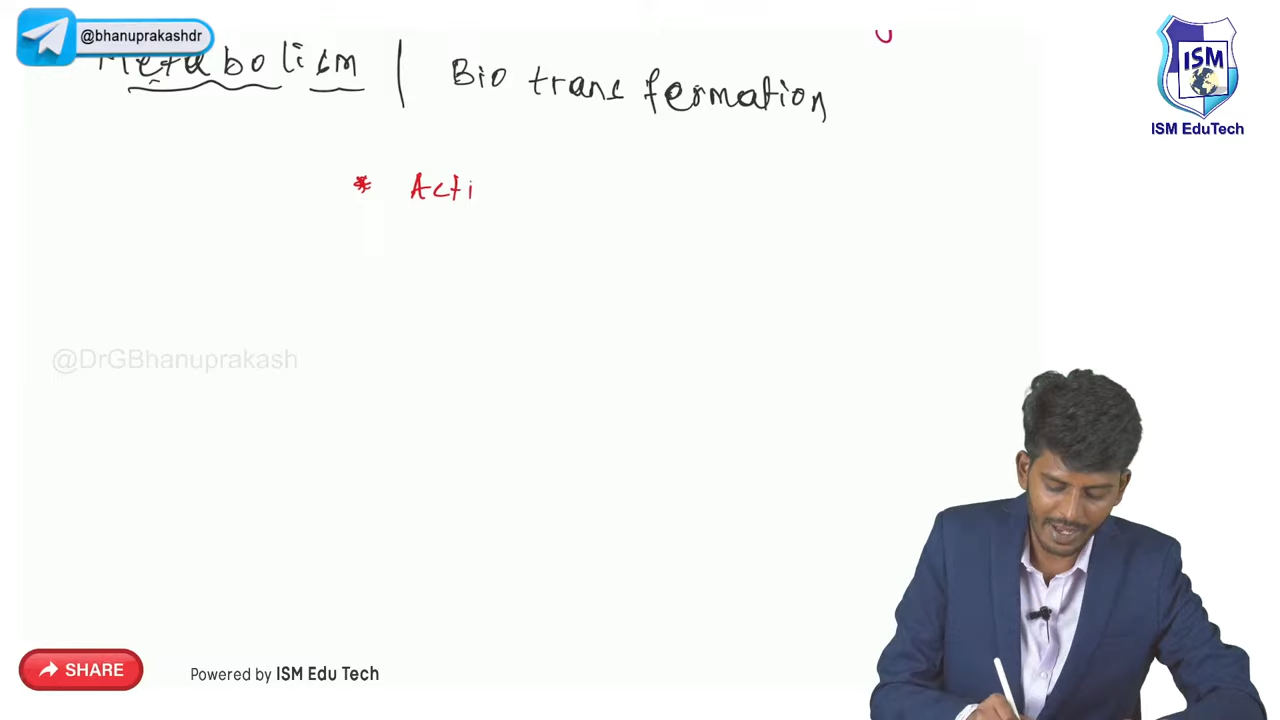 @bhanuprakashdr
Metabolism | Bio transformation
ISM
ISM EduTech
* Acti
@DrGBhanuprakash
SHARE
Powered by ISM Edu Tech